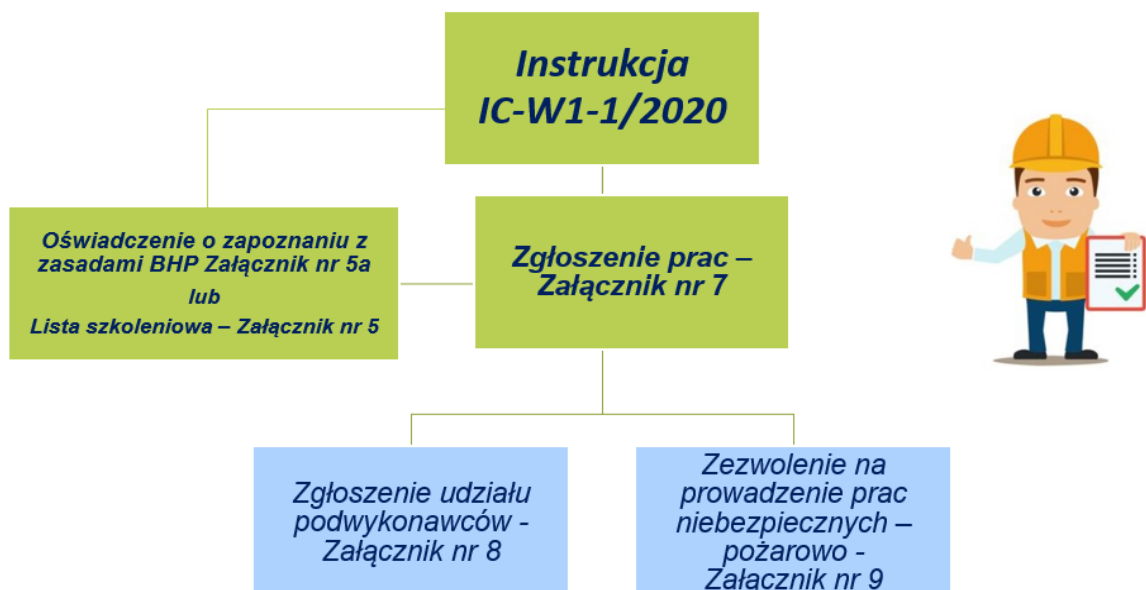 Instrukcja
IC-W1-1/2020
Oświadczenie o zapoznaniu z
zasadami BHP Załącznik nr 5a
lub
Lista szkoleniowa – Załącznik nr 5
Zgłoszenie prac –
Załącznik nr 7
Zgłoszenie udziału
podwykonawców -
Załącznik nr 8
Zezwolenie na
prowadzenie prac
niebezpiecznych –
pożarowo -
Załącznik nr 9